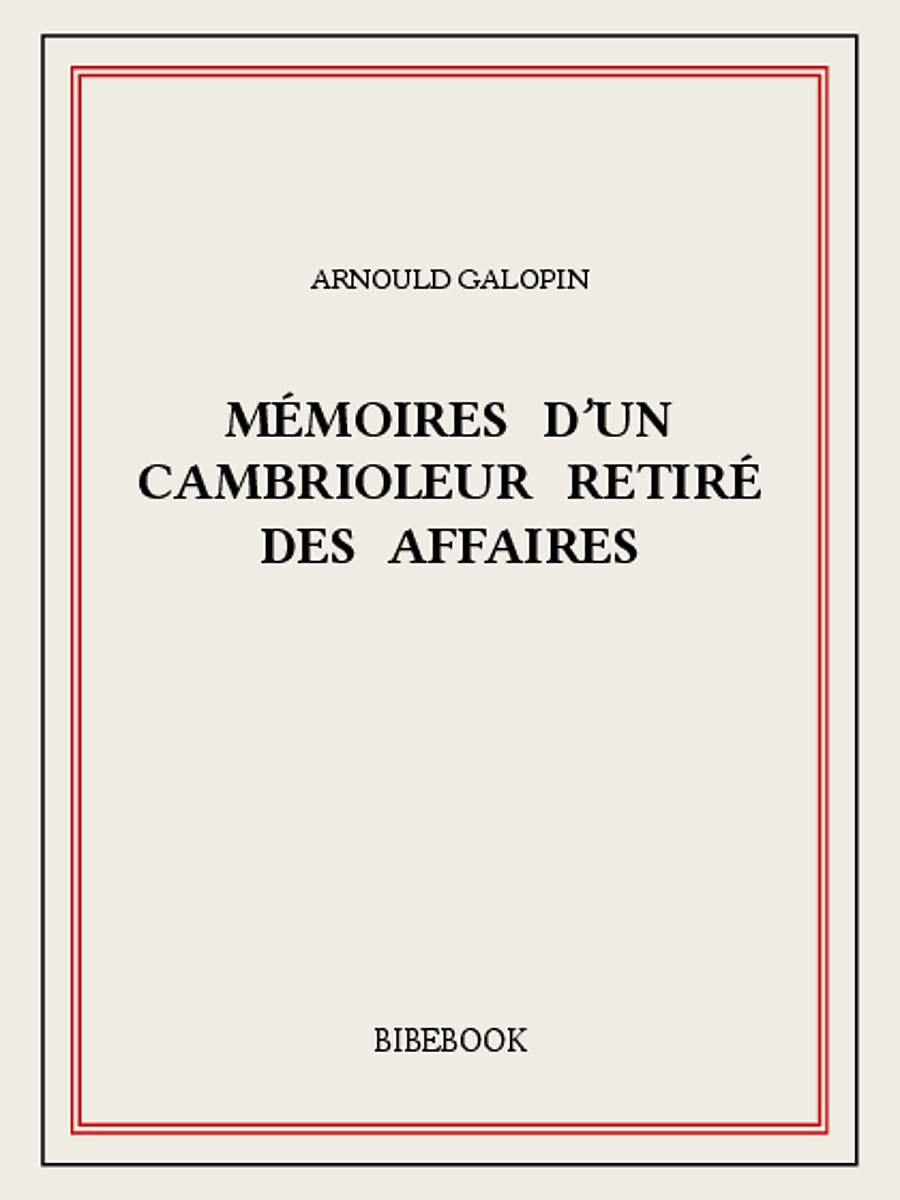 ARNOULD GALOPIN
MÉMOIRES D’UN
CAMBRIOLEUR RETIRÉ
DES AFFAIRES
BIBEBOOK